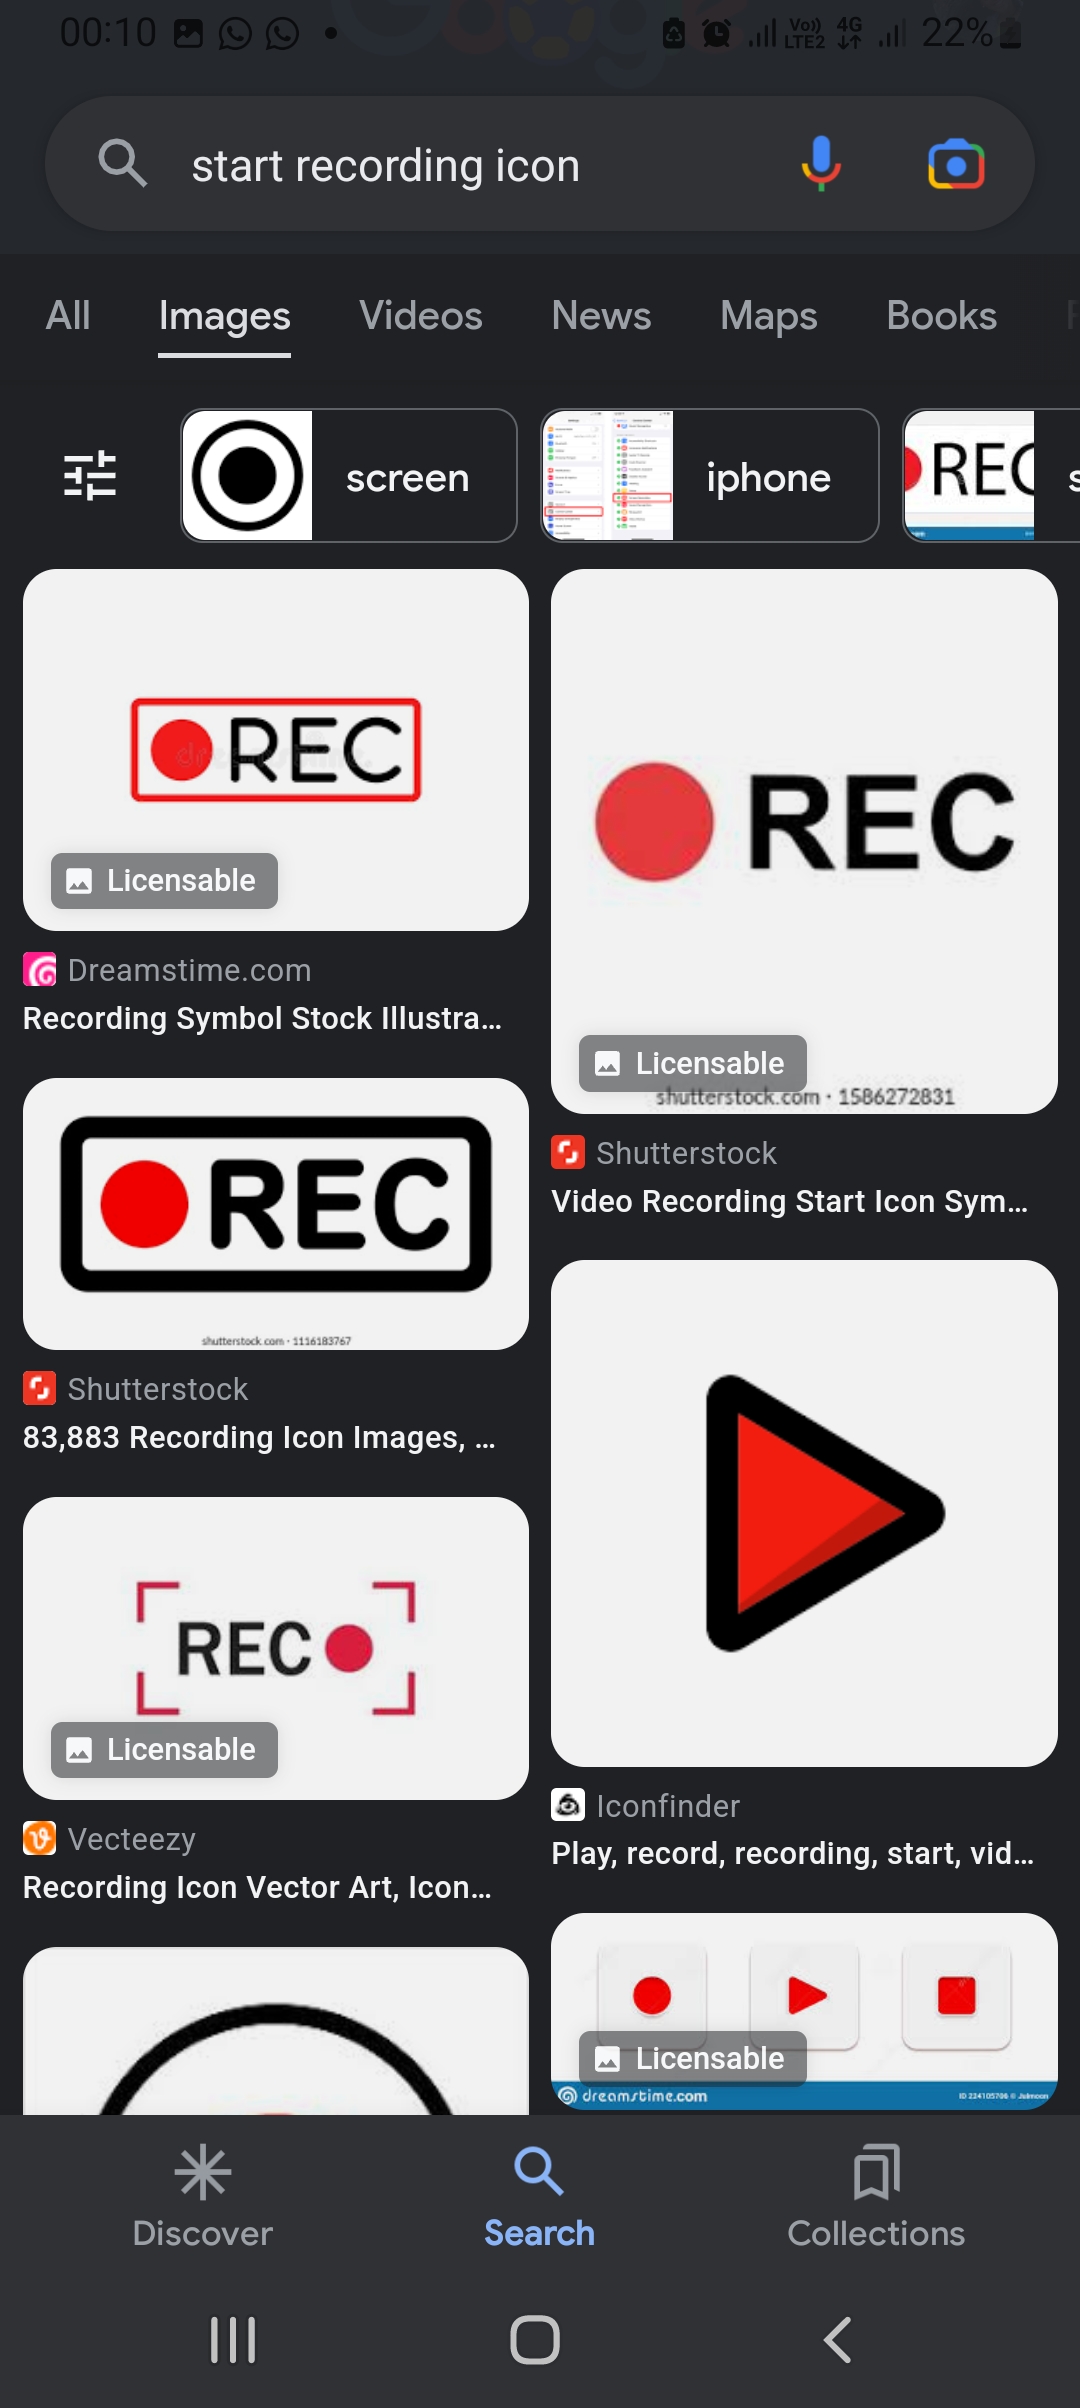 00:10
Vo)) LTE2 4G 22%
start recording icon
All Images Videos News Maps Books
screen iphone REC
REC
Licensable
Dreamstime.com
Recording Symbol Stock Illustra...
REC
Licensable
shutterstock.com · 1586272831
Shutterstock
Video Recording Start Icon Sym...
REC
shutterstock.com · 1116183767
Shutterstock
83,883 Recording Icon Images, ...
REC
Licensable
Vecteezy
Recording Icon Vector Art, Icon...
Iconfinder
Play, record, recording, start, vid...
Licensable
dreamstime.com
ID 224105706 © Julmoon
Discover Search Collections